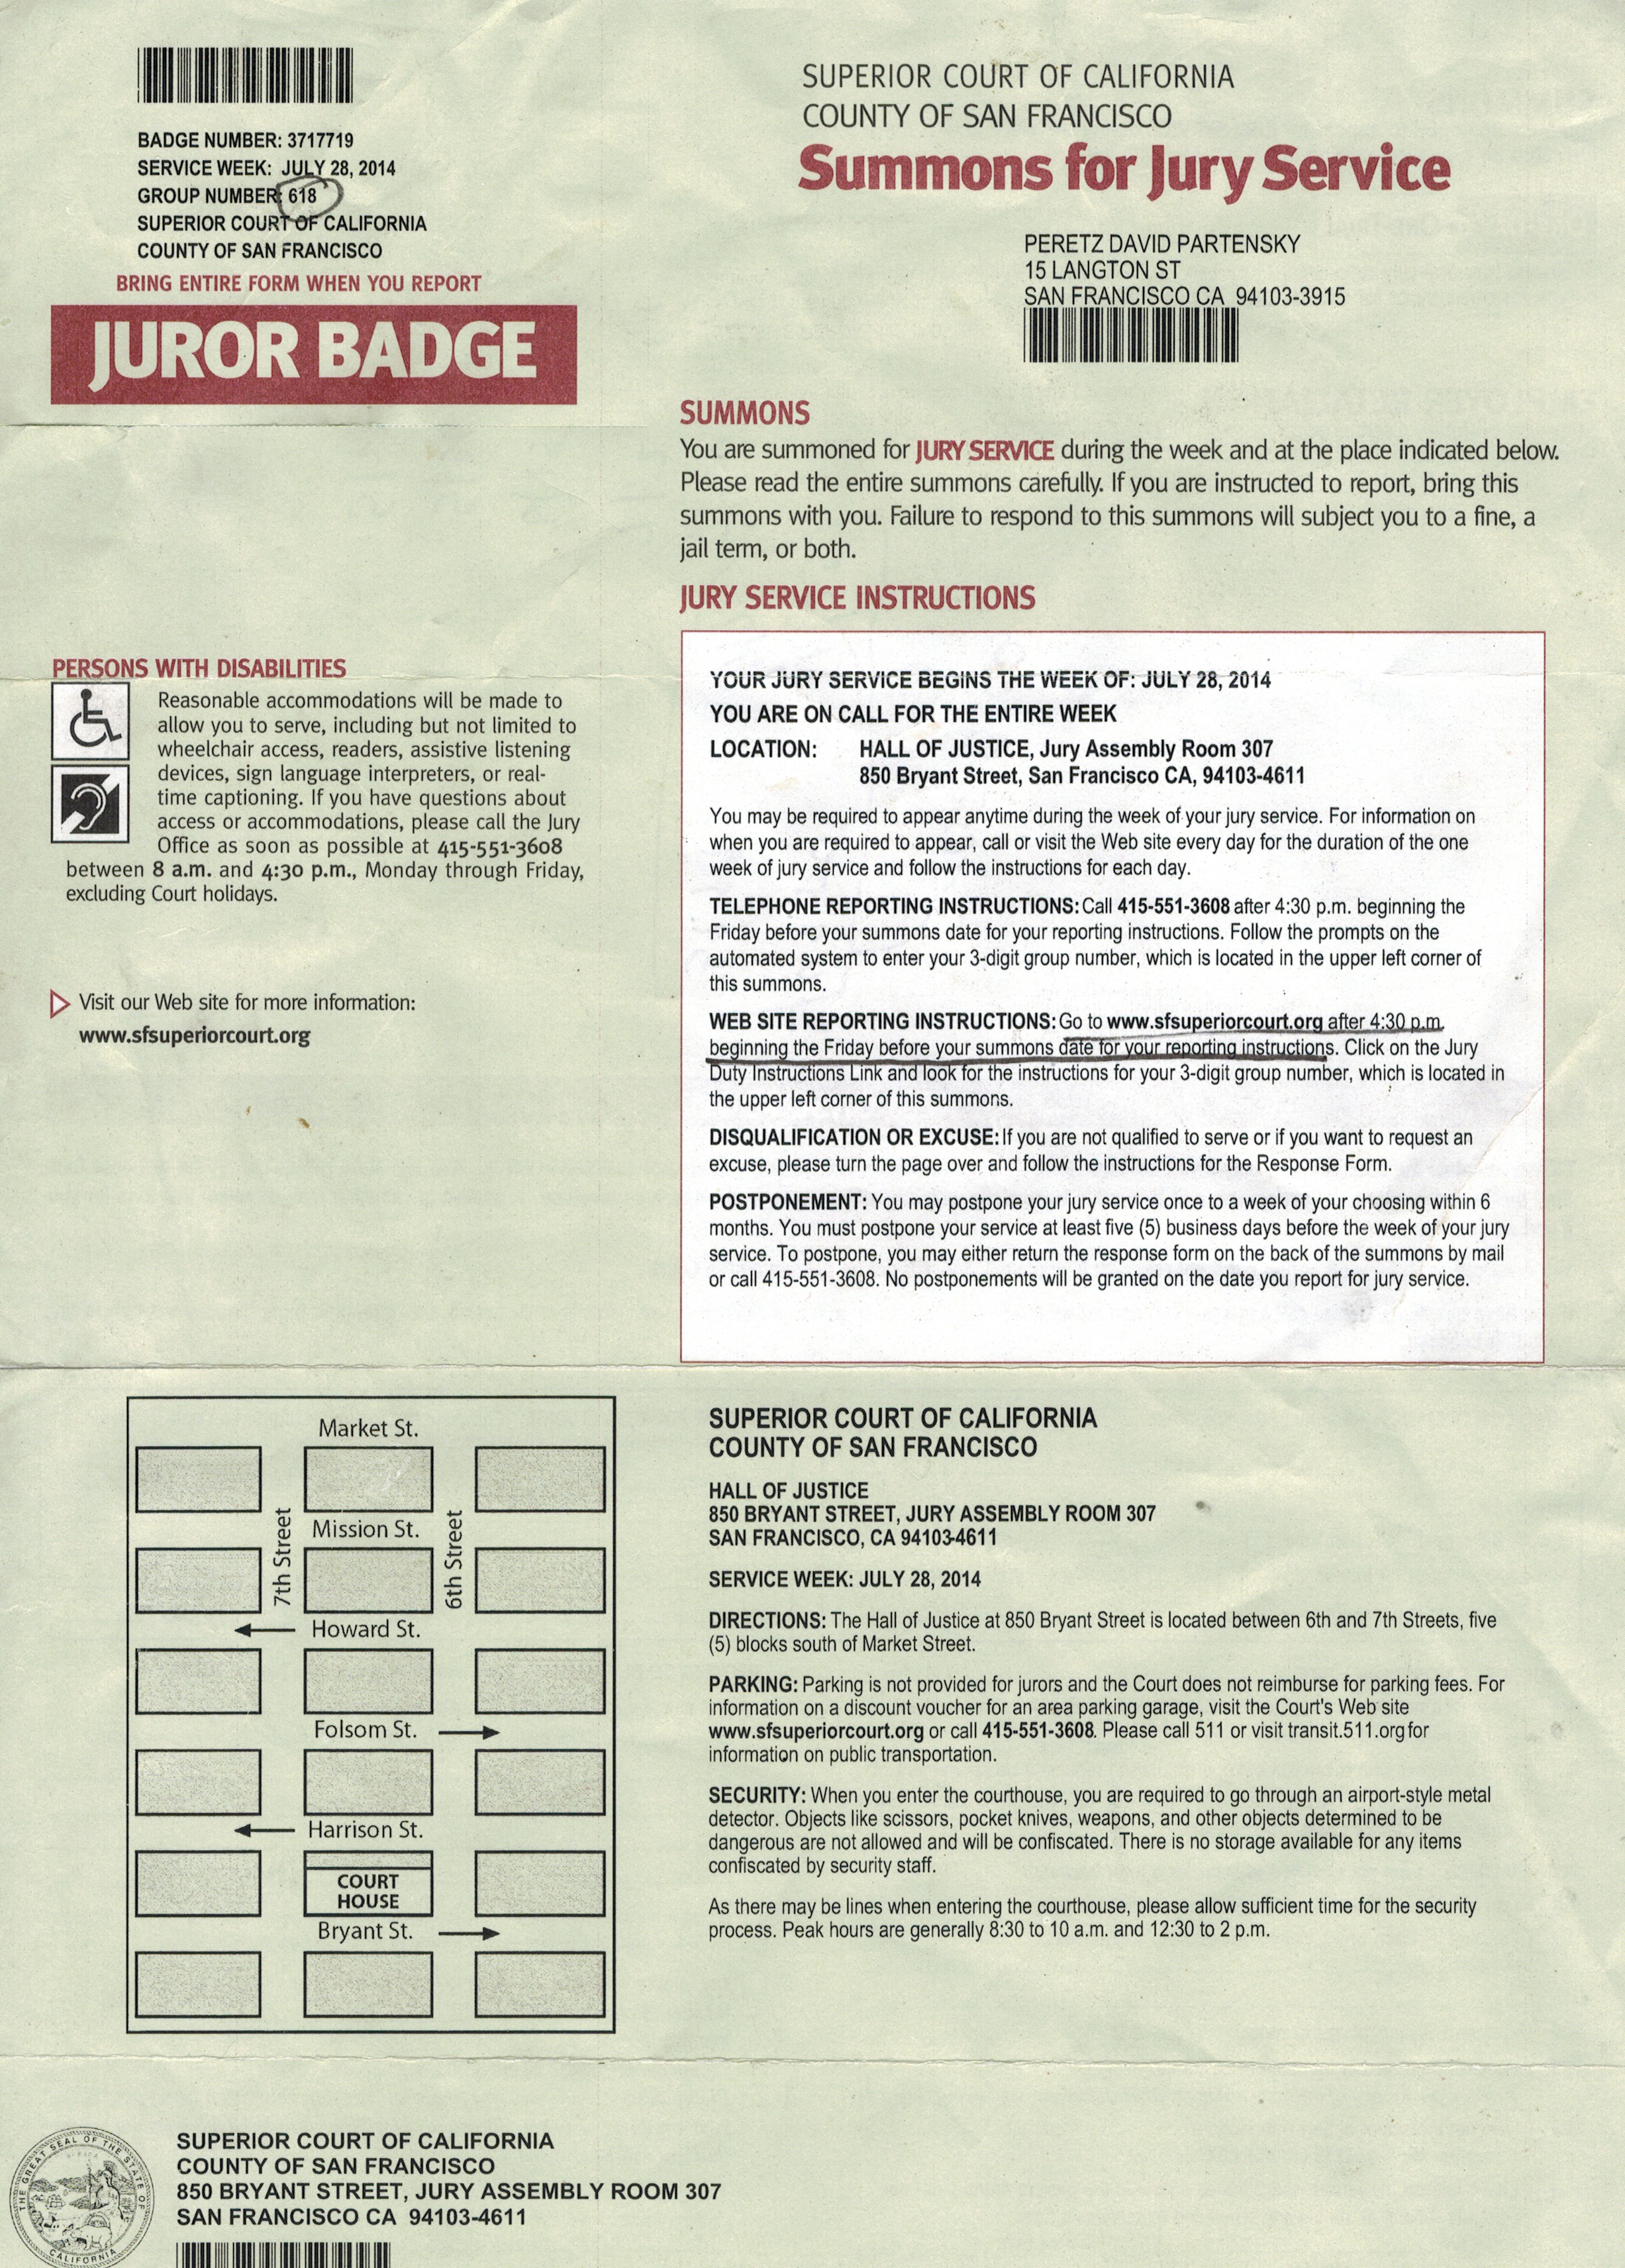 BADGE NUMBER: 3717719
SERVICE WEEK: JULY 28, 2014
GROUP NUMBER: 618
SUPERIOR COURT OF CALIFORNIA
COUNTY OF SAN FRANCISCO
BRING ENTIRE FORM WHEN YOU REPORT
JUROR BADGE
SUPERIOR COURT OF CALIFORNIA
COUNTY OF SAN FRANCISCO
Summons for Jury Service
PERETZ DAVID PARTENSKY
15 LANGTON ST
SAN FRANCISCO CA 94103-3915
SUMMONS
You are summoned for JURY SERVICE during the week and at the place indicated below.
Please read the entire summons carefully. If you are instructed to report, bring this
summons with you. Failure to respond to this summons will subject you to a fine, a
jail term, or both.
PERSONS WITH DISABILITIES
Reasonable accommodations will be made to
allow you to serve, including but not limited to
wheelchair access, readers, assistive listening
devices, sign language interpreters, or real-
time captioning. If you have questions about
access or accommodations, please call the Jury
Office as soon as possible at 415-551-3608
between 8 a.m. and 4:30 p.m., Monday through Friday,
excluding Court holidays.
Visit our Web site for more information:
www.sfsuperiorcourt.org
JURY SERVICE INSTRUCTIONS
YOUR JURY SERVICE BEGINS THE WEEK OF: JULY 28, 2014
YOU ARE ON CALL FOR THE ENTIRE WEEK
LOCATION: HALL OF JUSTICE, Jury Assembly Room 307
850 Bryant Street, San Francisco CA, 94103-4611
You may be required to appear anytime during the week of your jury service. For information on
when you are required to appear, call or visit the Web site every day for the duration of the one
week of jury service and follow the instructions for each day.
TELEPHONE REPORTING INSTRUCTIONS: Call 415-551-3608 after 4:30 p.m. beginning the
Friday before your summons date for your reporting instructions. Follow the prompts on the
automated system to enter your 3-digit group number, which is located in the upper left corner of
this summons.
WEB SITE REPORTING INSTRUCTIONS: Go to www.sfsuperiorcourt.org after 4:30 p.m.
beginning the Friday before your summons date for your reporting instructions. Click on the Jury
Duty Instructions Link and look for the instructions for your 3-digit group number, which is located in
the upper left corner of this summons.
DISQUALIFICATION OR EXCUSE: If you are not qualified to serve or if you want to request an
excuse, please turn the page over and follow the instructions for the Response Form.
POSTPONEMENT: You may postpone your jury service once to a week of your choosing within 6
months. You must postpone your service at least five (5) business days before the week of your jury
service. To postpone, you may either return the response form on the back of the summons by mail
or call 415-551-3608. No postponements will be granted on the date you report for jury service.
Market St.
7th Street
Mission St.
6th Street
Howard St.
Folsom St.
Harrison St.
COURT
HOUSE
Bryant St.
SUPERIOR COURT OF CALIFORNIA
COUNTY OF SAN FRANCISCO
HALL OF JUSTICE
850 BRYANT STREET, JURY ASSEMBLY ROOM 307
SAN FRANCISCO, CA 94103-4611
SERVICE WEEK: JULY 28, 2014
DIRECTIONS: The Hall of Justice at 850 Bryant Street is located between 6th and 7th Streets, five
(5) blocks south of Market Street.
PARKING: Parking is not provided for jurors and the Court does not reimburse for parking fees. For
information on a discount voucher for an area parking garage, visit the Court's Web site
www.sfsuperiorcourt.org or call 415-551-3608. Please call 511 or visit transit.511.org for
information on public transportation.
SECURITY: When you enter the courthouse, you are required to go through an airport-style metal
detector. Objects like scissors, pocket knives, weapons, and other objects determined to be
dangerous are not allowed and will be confiscated. There is no storage available for any items
confiscated by security staff.
As there may be lines when entering the courthouse, please allow sufficient time for the security
process. Peak hours are generally 8:30 to 10 a.m. and 12:30 to 2 p.m.
THE GREAT SEAL OF THE STATE OF
CALIFORNIA
SUPERIOR COURT OF CALIFORNIA
COUNTY OF SAN FRANCISCO
850 BRYANT STREET, JURY ASSEMBLY ROOM 307
SAN FRANCISCO CA 94103-4611